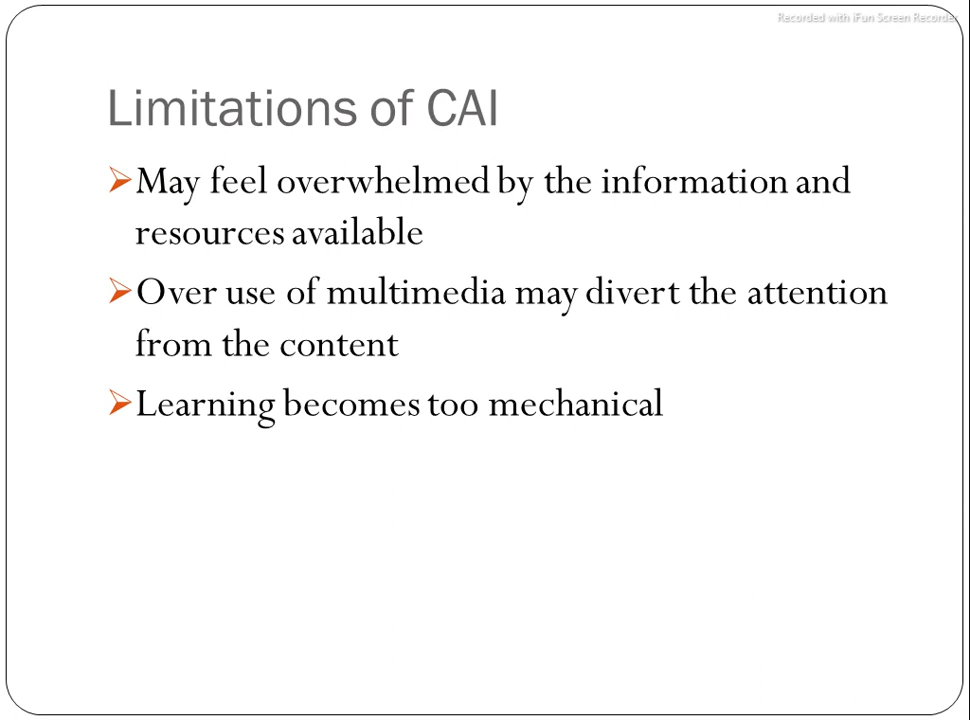 Recorded with iFun Screen Recorder
Limitations of CAI
May feel overwhelmed by the information and
resources available
Over use of multimedia may divert the attention
from the content
Learning becomes too mechanical